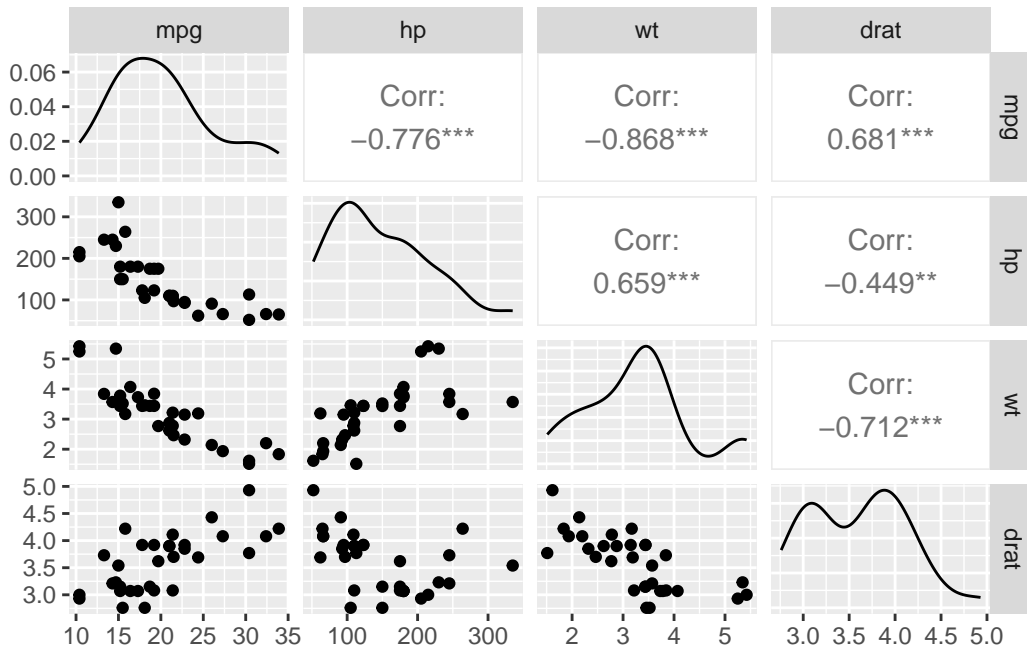 mpg hp wt drat
0.06
0.04
0.02
0.00
Corr:
−0.776***
Corr:
−0.868***
Corr:
0.681***
mpg
300
200
100
Corr:
0.659***
Corr:
−0.449**
hp
5
4
3
2
Corr:
−0.712***
wt
5.0
4.5
4.0
3.5
3.0
drat
10 15 20 25 30 35 100 200 300 2 3 4 5 3.0 3.5 4.0 4.5 5.0